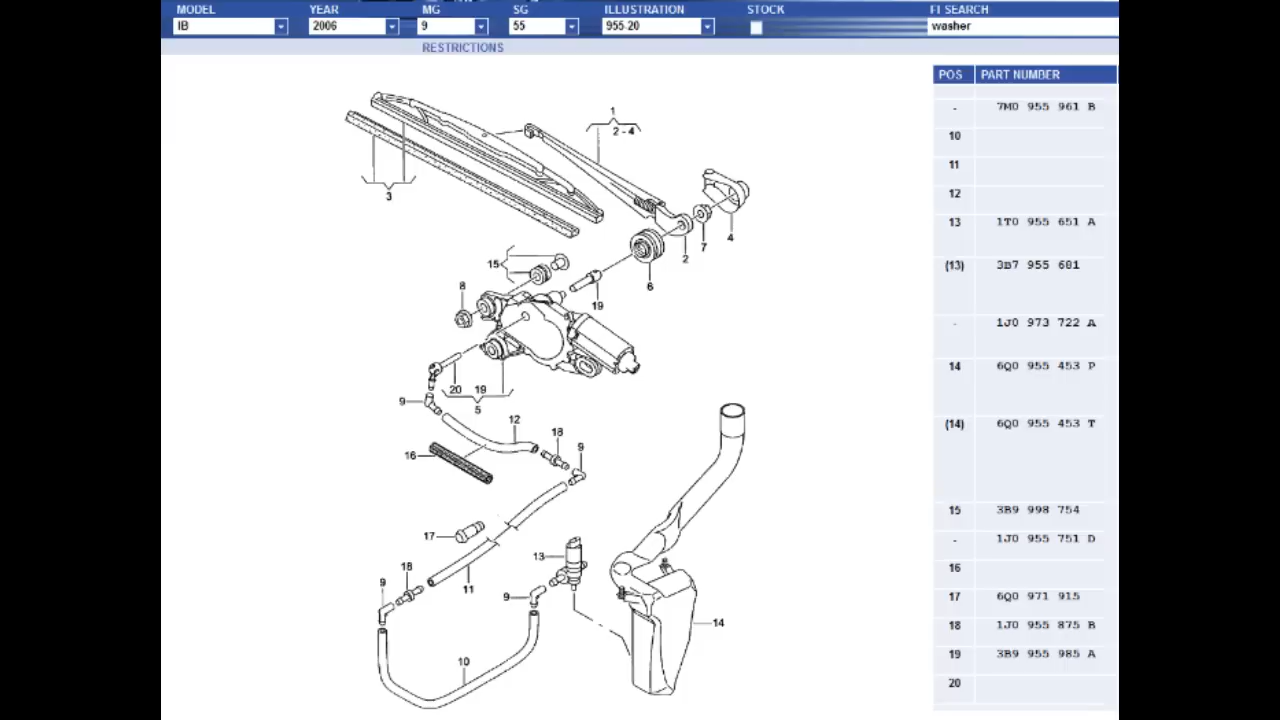 MODEL YEAR MG SG ILLUSTRATION STOCK FI SEARCH
IB 2006 9 55 955-20 washer
RESTRICTIONS
POS PART NUMBER
- 7M0 955 961 B
10
11
12
13 1T0 955 651 A
(13) 3B7 955 681
- 1J0 973 722 A
14 6Q0 955 453 P
(14) 6Q0 955 453 T
15 3B9 998 754
- 1J0 955 751 D
16
17 6Q0 971 915
18 1J0 955 875 B
19 3B9 955 985 A
20
1
2 - 4
3
4
7
2
6
15
19
8
20 19
5
9
12
18
9
16
17
13
18
9
11
9
14
10